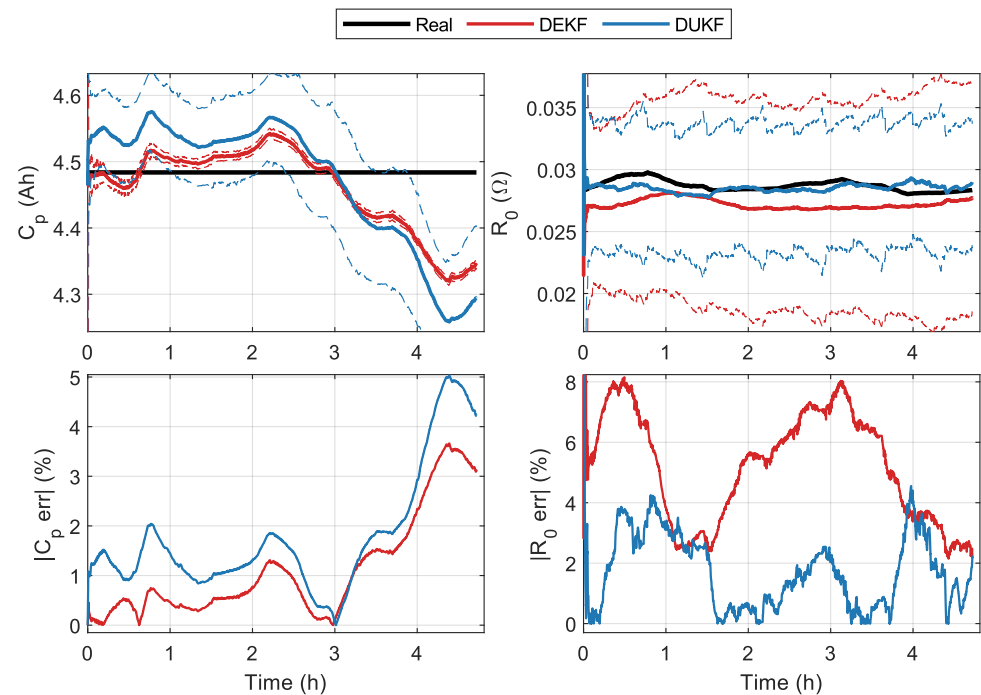 Real DEKF DUKF
4.6
4.5
4.4
4.3
C_p (Ah)
0 1 2 3 4
0.035
0.03
0.025
0.02
R_0 (Ω)
0 1 2 3 4
Time (h)
5
4
3
2
1
0
|C_p err| (%)
0 1 2 3 4
Time (h)
8
6
4
2
0
|R_0 err| (%)
0 1 2 3 4
Time (h)